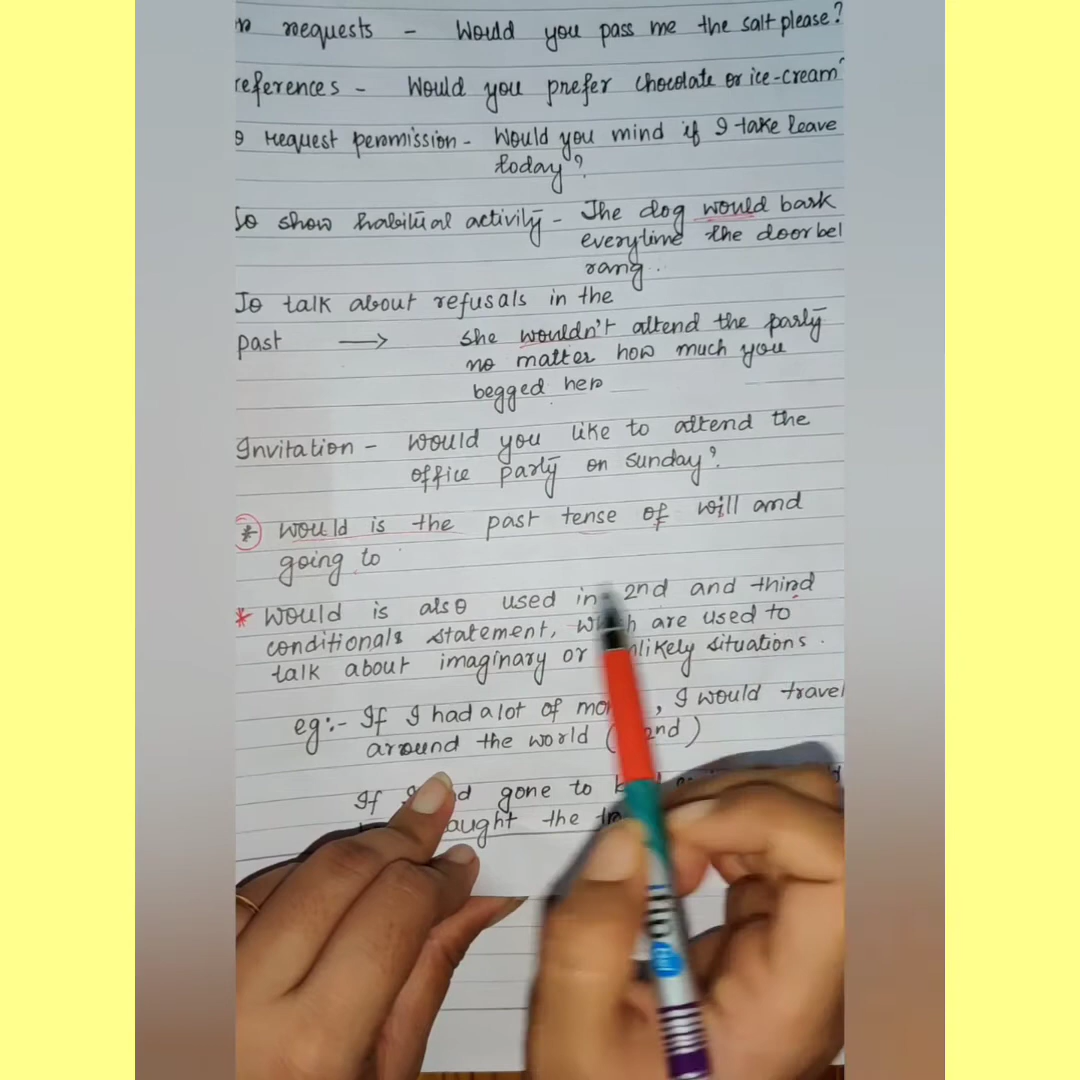 requests - Would you pass me the salt please?
references - Would you prefer chocolate or ice-cream?
request permission - Would you mind if I take leave
today?
To show habitual activity - The dog would bark
everytime the doorbel
rang.
To talk about refusals in the
past → She wouldn't attend the party
no matter how much you
begged her
Invitation - Would you like to attend the
office party on Sunday?
* Would is the past tense of will and
going to
* Would is also used in 2nd and third
conditionals statement, which are used to
talk about imaginary or unlikely situations.
eg:- If I had a lot of , I would travel
around the world (2nd)
If gone to
the